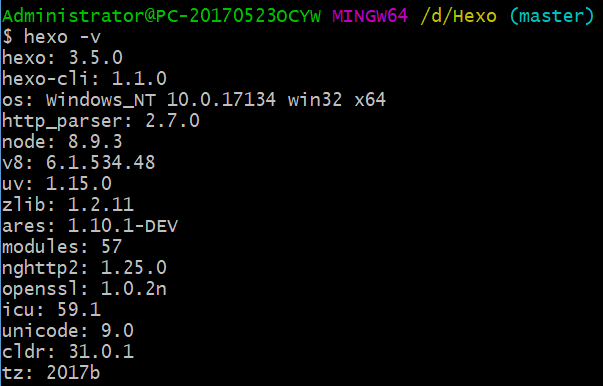 Administrator@PC-20170523OCYW MINGW64 /d/Hexo (master)
$ hexo -v
hexo: 3.5.0
hexo-cli: 1.1.0
os: Windows_NT 10.0.17134 win32 x64
http_parser: 2.7.0
node: 8.9.3
v8: 6.1.534.48
uv: 1.15.0
zlib: 1.2.11
ares: 1.10.1-DEV
modules: 57
nghttp2: 1.25.0
openssl: 1.0.2n
icu: 59.1
unicode: 9.0
cldr: 31.0.1
tz: 2017b